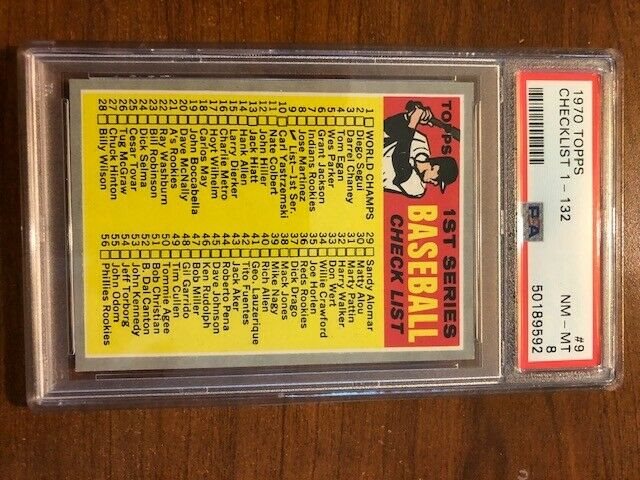 1970 TOPPS #9
CHECKLIST 1-132 NM-MT
8
PSA 50189592
TOPPS 1ST SERIES
BASEBALL
CHECK LIST
1 WORLD CHAMPS
2 Diego Segui
3 Darrel Chaney
4 Tom Egan
5 Wes Parker
6 Grant Jackson
7 Indians Rookies
8 Jose Martinez
9 ✓ List-1st Ser.
10 C. Yastrzemski
11 Nate Colbert
12 John Hiller
13 Jack Hiatt
14 Hank Allen
15 Larry Dierker
16 Charlie Metro
17 Hoyt Wilhelm
18 Carlos May
19 John Boccabella
20 Dave McNally
21 A's Rookies
22 Ray Washburn
23 Bill Robinson
24 Dick Selma
25 Cesar Tovar
26 Tug McGraw
27 Chuck Hinton
28 Billy Wilson
29 Sandy Alomar
30 Matty Alou
31 Marty Pattin
32 Harry Walker
33 Don Wert
34 Willie Crawford
35 Joe Horlen
36 Reds Rookies
37 Dick Drago
38 Mack Jones
39 Mike Nagy
40 Rich Allen
41 Geo. Lauzerique
42 Tito Fuentes
43 Jack Aker
44 Roberto Pena
45 Dave Johnson
46 Ken Rudolph
47 Bob Miller
48 Gil Garrido
49 Tim Cullen
50 Tommie Agee
51 Bob Christian
52 B. Dal Canton
53 John Kennedy
54 Jeff Torborg
55 John Odom
56 Phillies Rookies